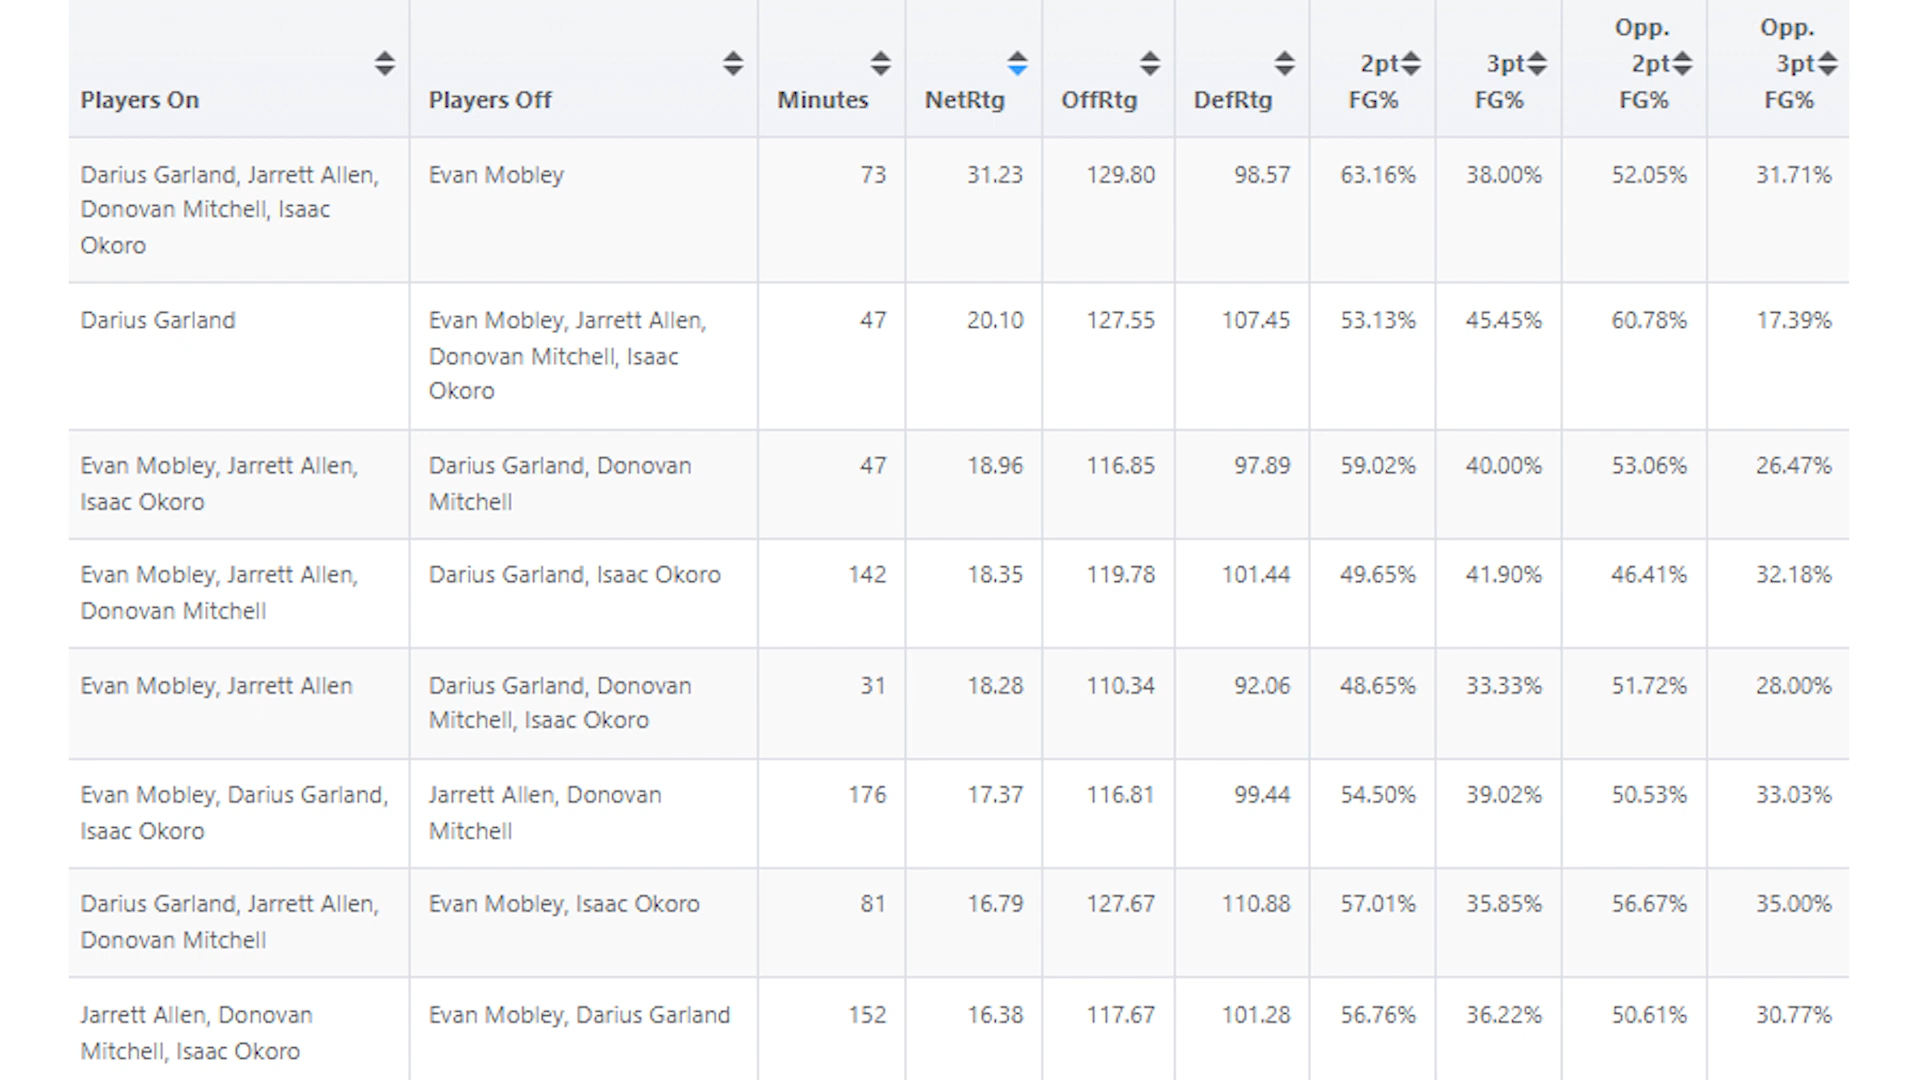 Players On Players Off Minutes NetRtg OffRtg DefRtg 2pt FG% 3pt FG% Opp. 2pt FG% Opp. 3pt FG%
Darius Garland, Jarrett Allen, Evan Mobley 73 31.23 129.80 98.57 63.16% 38.00% 52.05% 31.71%
Donovan Mitchell, Isaac
Okoro
Darius Garland Evan Mobley, Jarrett Allen, 47 20.10 127.55 107.45 53.13% 45.45% 60.78% 17.39%
Donovan Mitchell, Isaac
Okoro
Evan Mobley, Jarrett Allen, Darius Garland, Donovan 47 18.96 116.85 97.89 59.02% 40.00% 53.06% 26.47%
Isaac Okoro Mitchell
Evan Mobley, Jarrett Allen, Darius Garland, Isaac Okoro 142 18.35 119.78 101.44 49.65% 41.90% 46.41% 32.18%
Donovan Mitchell
Evan Mobley, Jarrett Allen Darius Garland, Donovan 31 18.28 110.34 92.06 48.65% 33.33% 51.72% 28.00%
Mitchell, Isaac Okoro
Evan Mobley, Darius Garland, Jarrett Allen, Donovan 176 17.37 116.81 99.44 54.50% 39.02% 50.53% 33.03%
Isaac Okoro Mitchell
Darius Garland, Jarrett Allen, Evan Mobley, Isaac Okoro 81 16.79 127.67 110.88 57.01% 35.85% 56.67% 35.00%
Donovan Mitchell
Jarrett Allen, Donovan Evan Mobley, Darius Garland 152 16.38 117.67 101.28 56.76% 36.22% 50.61% 30.77%
Mitchell, Isaac Okoro